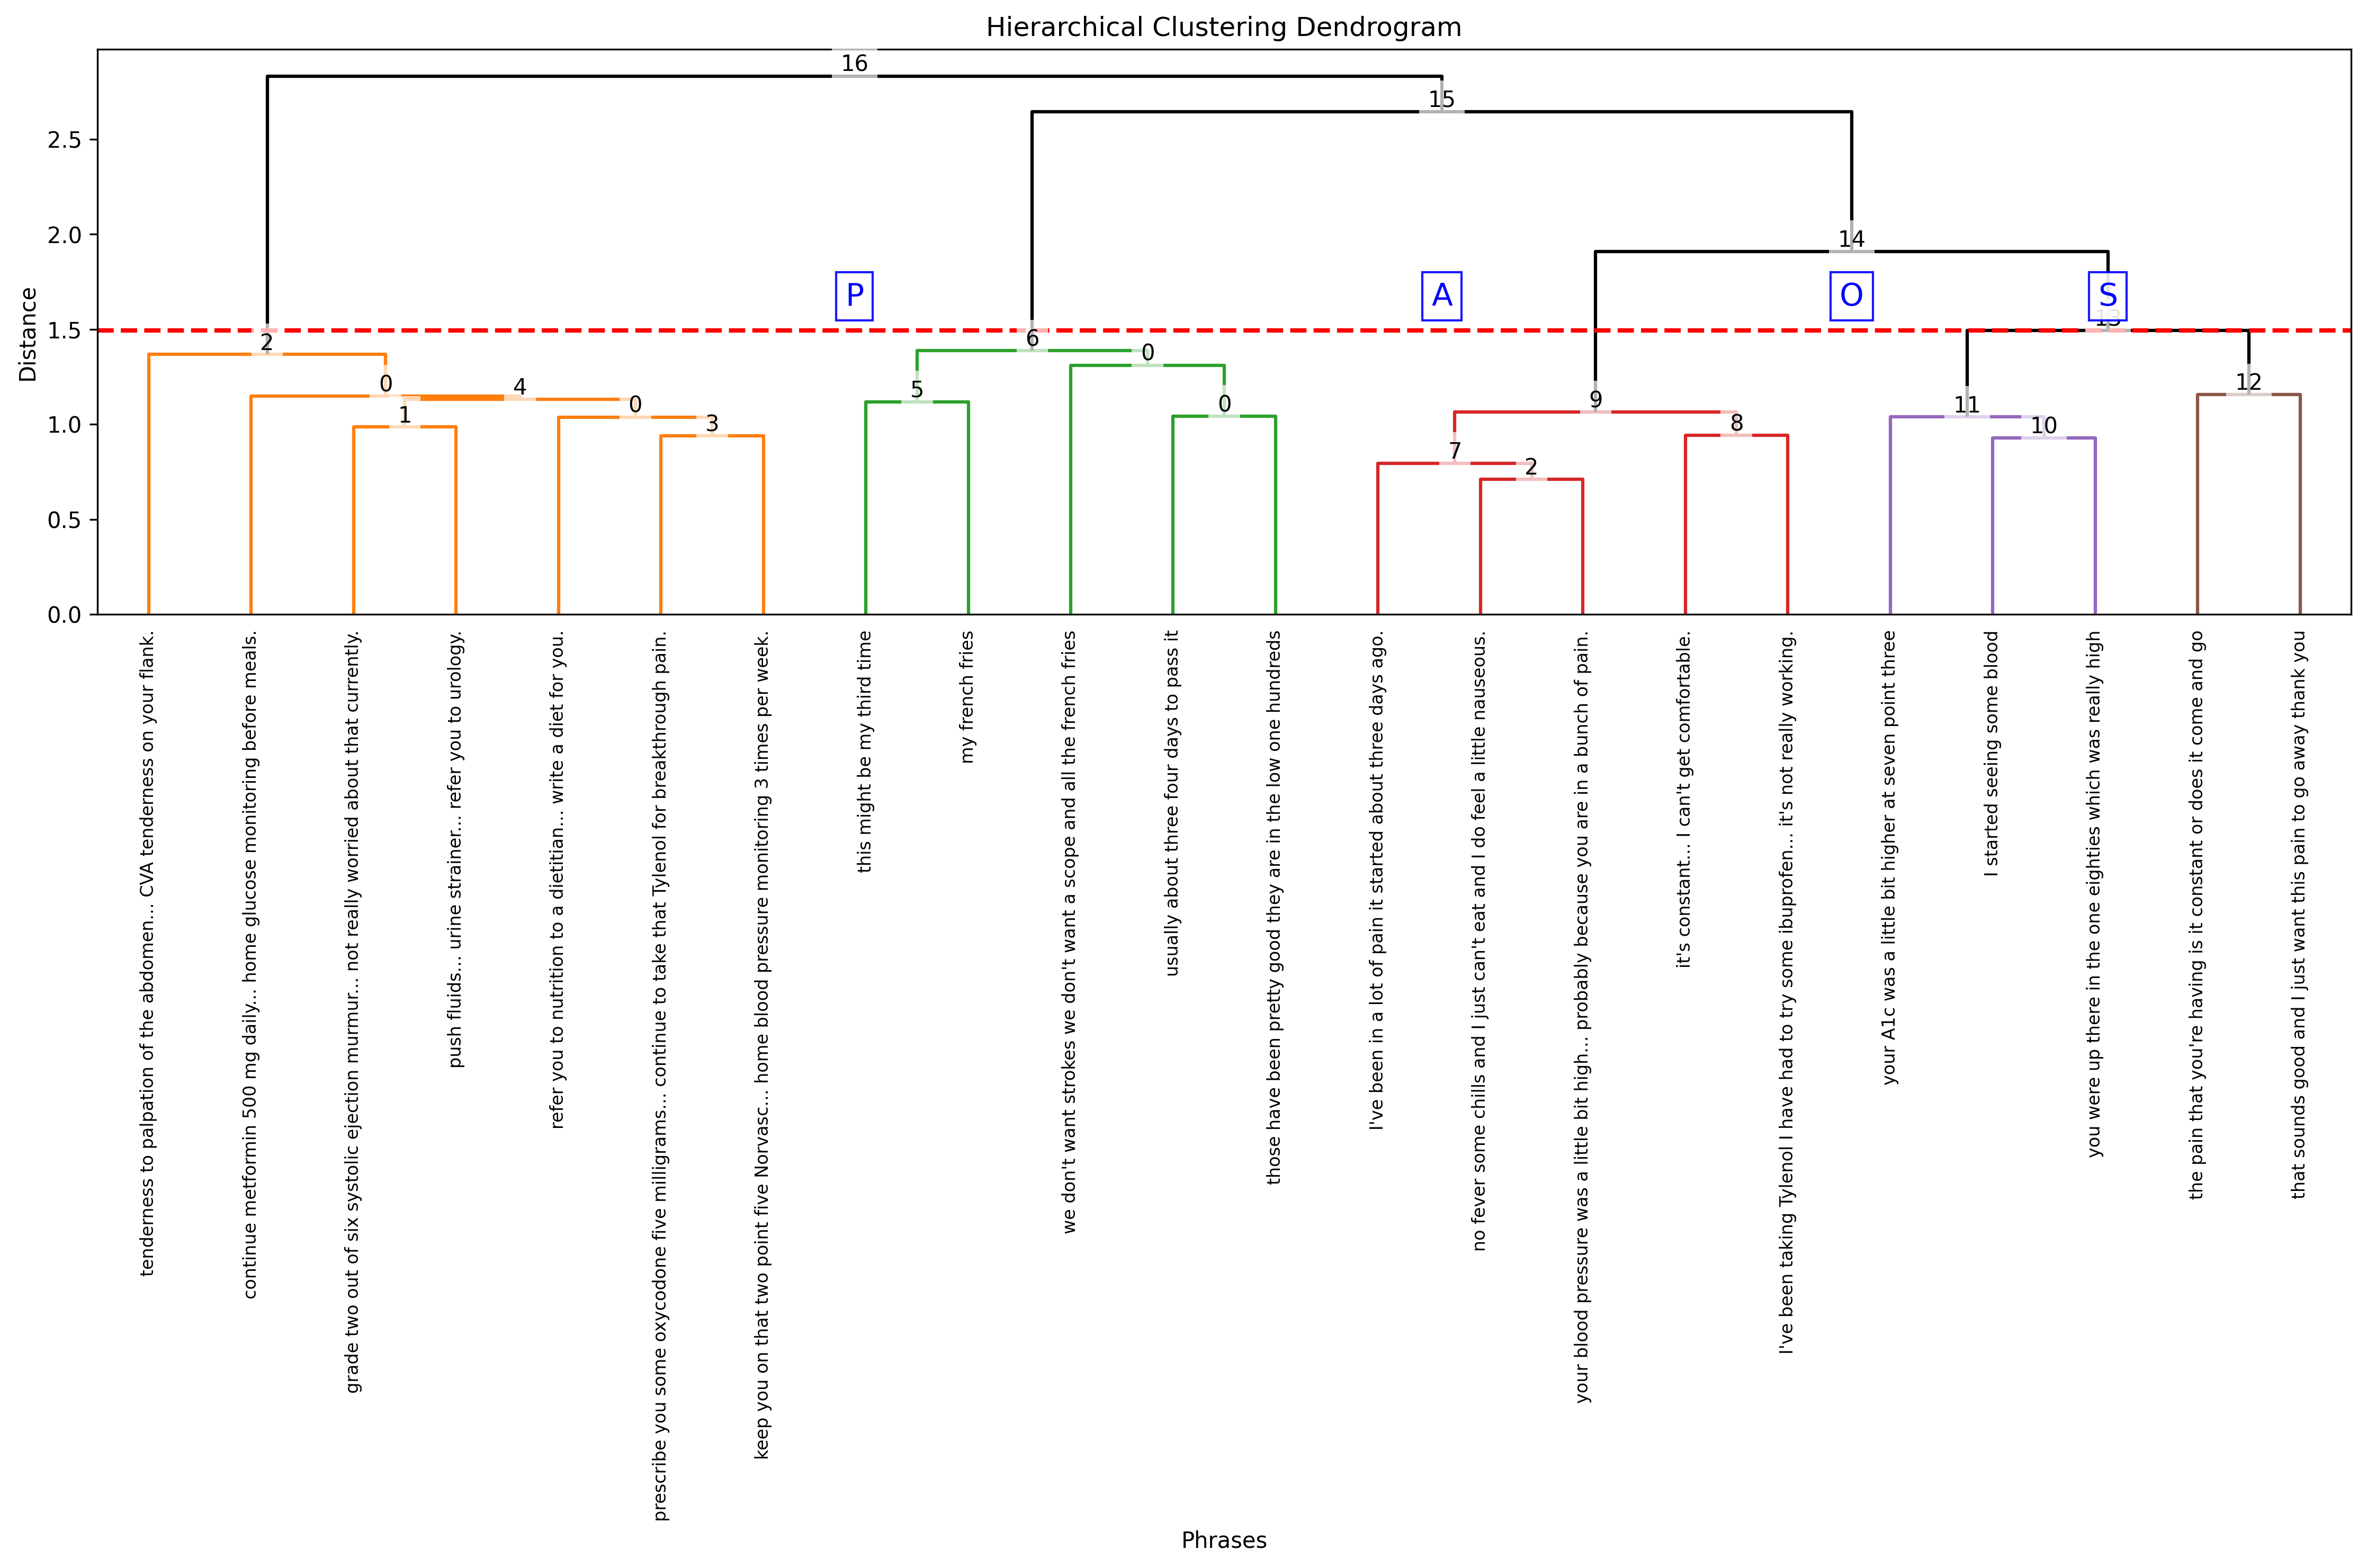 Hierarchical Clustering Dendrogram
16
15
2.5
2.0
14
P
A
O
S
1.5
13
2
6
0
0
4
12
5
0
9
11
1
0
1.0
3
8
10
7
2
0.5
0.0
Distance
tenderness to palpation of the abdomen... CVA tenderness on your flank.
continue metformin 500 mg daily... home glucose monitoring before meals.
grade two out of six systolic ejection murmur... not really worried about that currently.
push fluids... urine strainer... refer you to urology.
refer you to nutrition to a dietitian... write a diet for you.
prescribe you some oxycodone five milligrams... continue to take that Tylenol for breakthrough pain.
keep you on that two point five Norvasc... home blood pressure monitoring 3 times per week.
this might be my third time
my french fries
we don't want strokes we don't want a scope and all the french fries
usually about three four days to pass it
those have been pretty good they are in the low one hundreds
I've been in a lot of pain it started about three days ago.
no fever some chills and I just can't eat and I do feel a little nauseous.
your blood pressure was a little bit high... probably because you are in a bunch of pain.
it's constant... I can't get comfortable.
I've been taking Tylenol I have had to try some ibuprofen... it's not really working.
your A1c was a little bit higher at seven point three
I started seeing some blood
you were up there in the one eighties which was really high
the pain that you're having is it constant or does it come and go
that sounds good and I just want this pain to go away thank you
Phrases